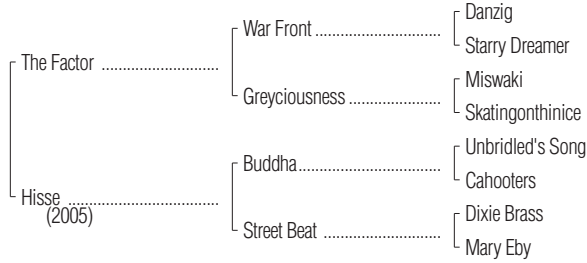 Danzig
War Front
Starry Dreamer
The Factor
Miswaki
Greyciousness
Skatingonthinice
Unbridled's Song
Buddha
Cahooters
Hisse
(2005)
Dixie Brass
Street Beat
Mary Eby